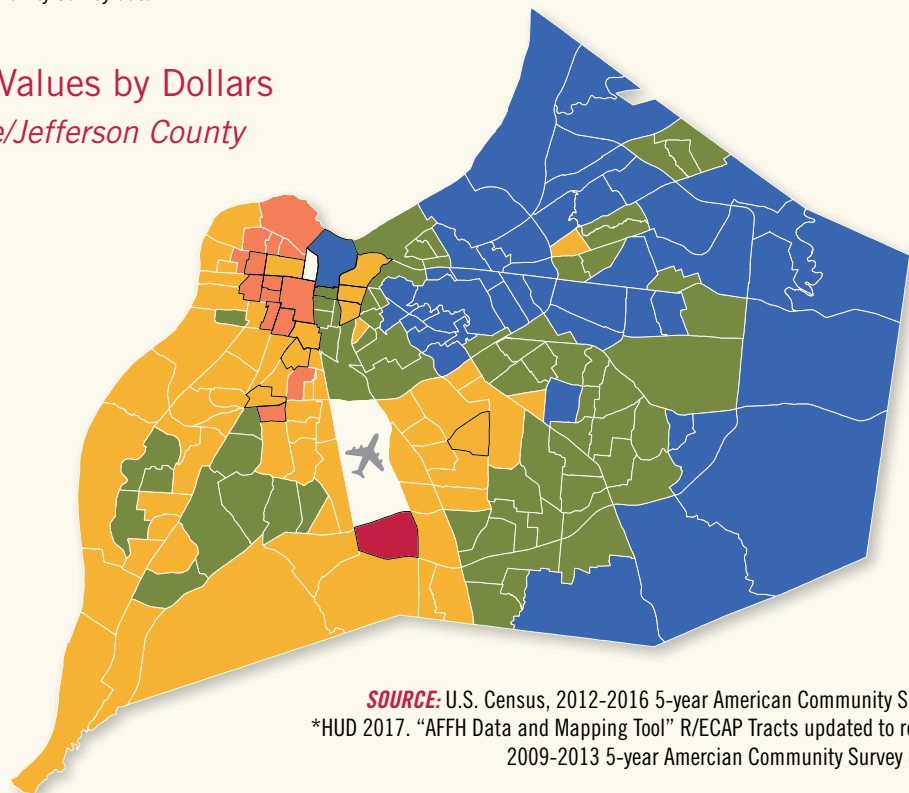 Values by Dollars
e/Jefferson County
SOURCE: U.S. Census, 2012-2016 5-year American Community S
*HUD 2017. “AFFH Data and Mapping Tool” R/ECAP Tracts updated to re
2009-2013 5-year Amercian Community Survey